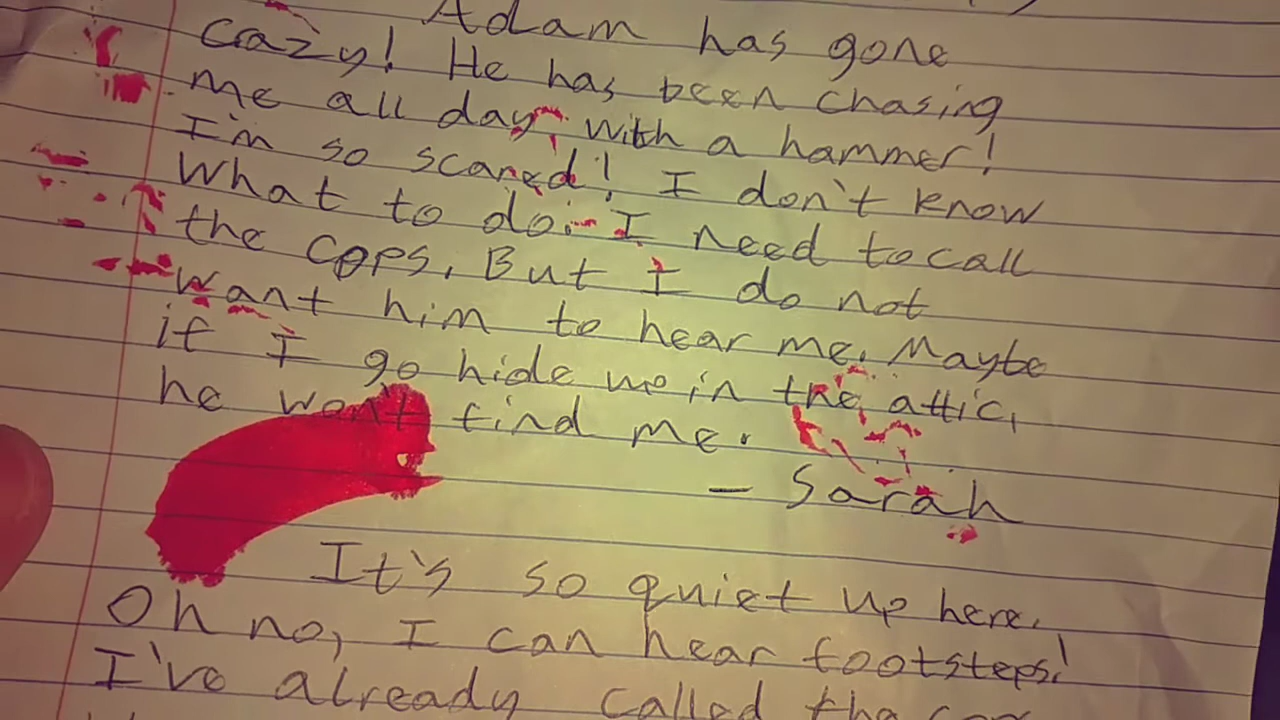 Adam has gone
crazy! He has been chasing
me all day, with a hammer!
I'm so scared! I don't know
what to do. I need to call
the cops. But I do not
want him to hear me. Maybe
if I go hide up in the attic,
he won't find me.
- Sarah
It's so quiet up here.
Oh no, I can hear footsteps!
I've already called the